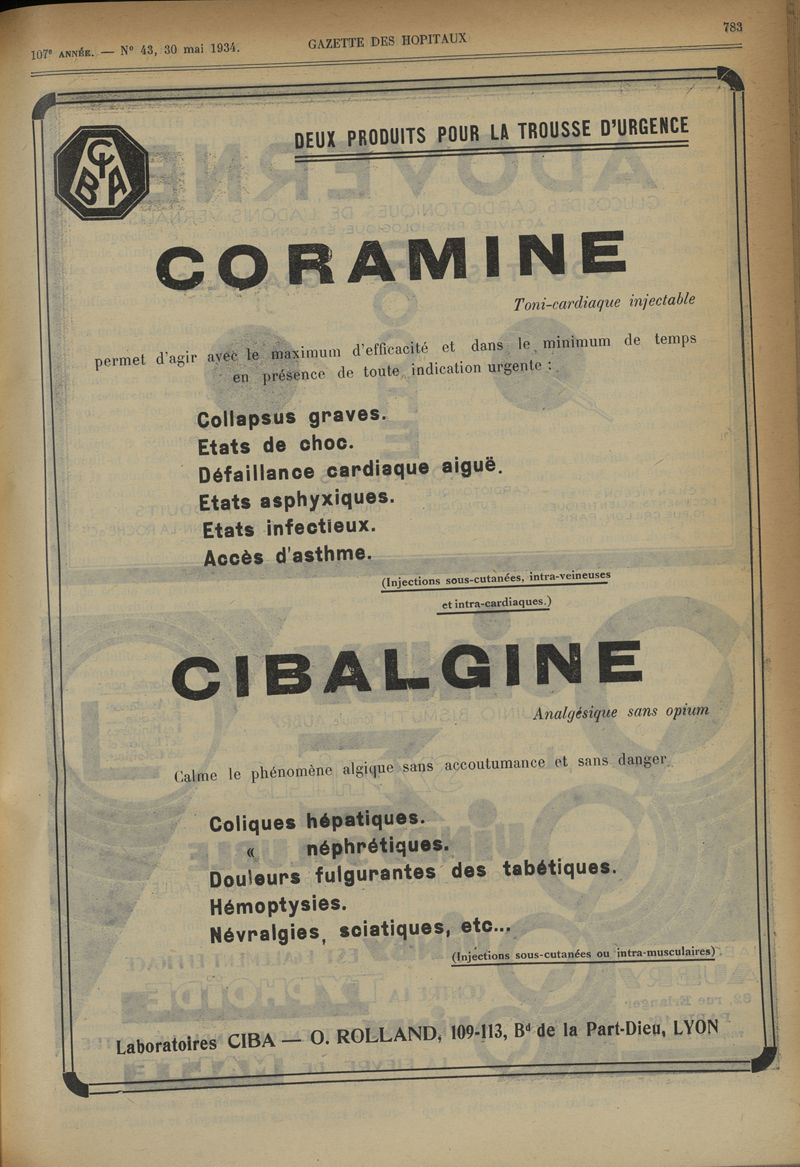 107e ANNÉE. — N° 43, 30 mai 1934.
GAZETTE DES HOPITAUX
783
CIBA
DEUX PRODUITS POUR LA TROUSSE D'URGENCE
CORAMINE
Toni-cardiaque injectable
permet d'agir avec le maximum d'efficacité et dans le minimum de temps
en présence de toute indication urgente :
Collapsus graves.
Etats de choc.
Défaillance cardiaque aiguë.
Etats asphyxiques.
Etats infectieux.
Accès d'asthme.
(Injections sous-cutanées, intra-veineuses
et intra-cardiaques.)
CIBALGINE
Analgésique sans opium
Calme le phénomène algique sans accoutumance et sans danger
Coliques hépatiques.
« néphrétiques.
Douleurs fulgurantes des tabétiques.
Hémoptysies.
Névralgies, sciatiques, etc...
(Injections sous-cutanées ou intra-musculaires)
Laboratoires CIBA — O. ROLLAND, 109-113, Bd de la Part-Dieu, LYON